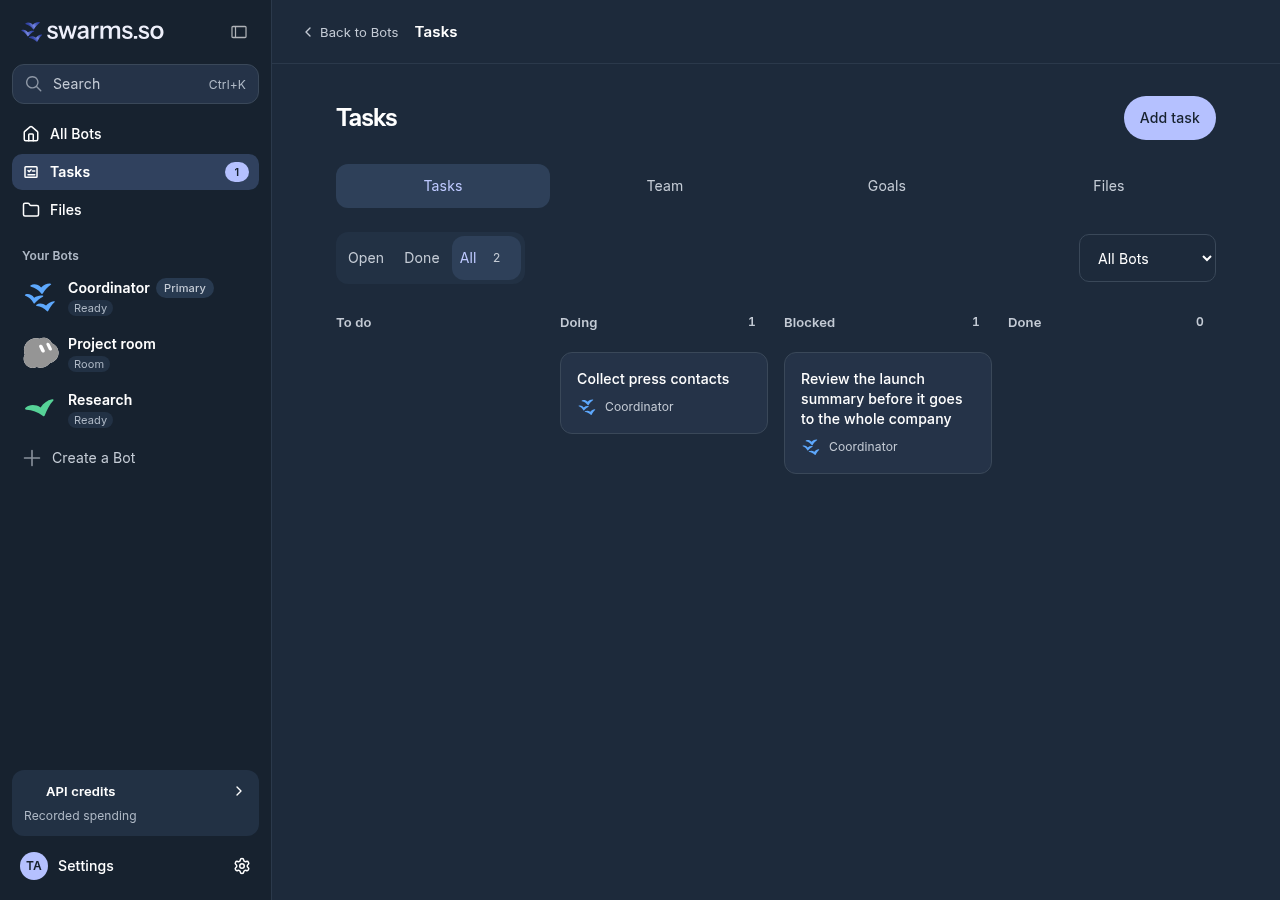 swarms.so
Search Ctrl+K
All Bots
Tasks 1
Files
Your Bots
Coordinator Primary
Ready
Project room
Room
Research
Ready
Create a Bot
API credits
Recorded spending
TA Settings
Back to Bots Tasks
Tasks Add task
Tasks Team Goals Files
Open Done All 2 All Bots
To do Doing 1 Blocked 1 Done 0
Collect press contacts
Coordinator
Review the launch
summary before it goes
to the whole company
Coordinator